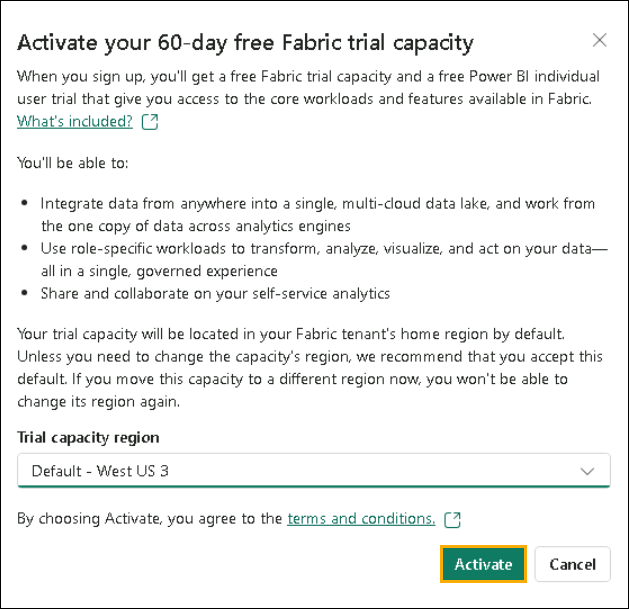 Activate your 60-day free Fabric trial capacity
When you sign up, you'll get a free Fabric trial capacity and a free Power BI individual
user trial that give you access to the core workloads and features available in Fabric.
What's included?
You'll be able to:
• Integrate data from anywhere into a single, multi-cloud data lake, and work from
the one copy of data across analytics engines
• Use role-specific workloads to transform, analyze, visualize, and act on your data—
all in a single, governed experience
• Share and collaborate on your self-service analytics
Your trial capacity will be located in your Fabric tenant's home region by default.
Unless you need to change the capacity's region, we recommend that you accept this
default. If you move this capacity to a different region now, you won't be able to
change its region again.
Trial capacity region
Default - West US 3
By choosing Activate, you agree to the terms and conditions.
Activate Cancel